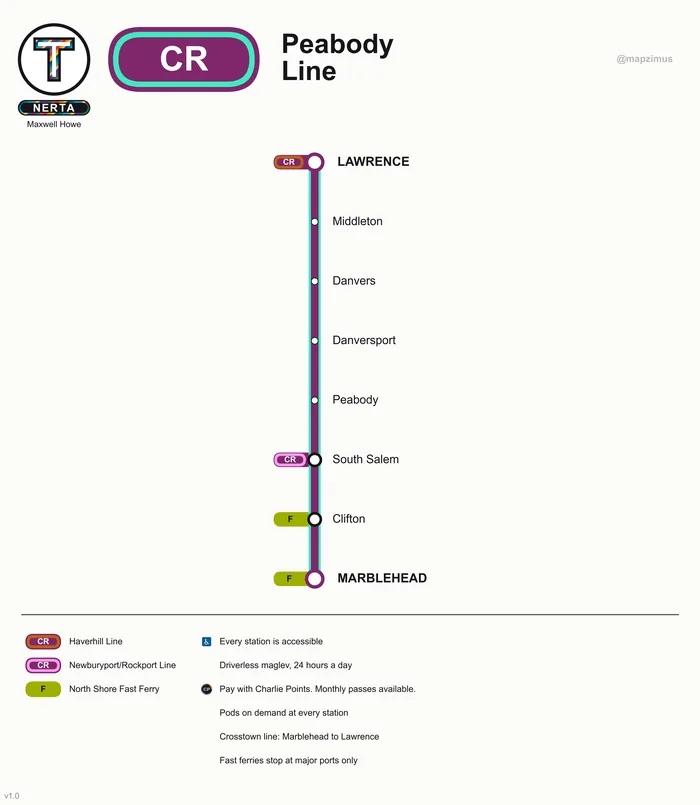 T
NERTA
Maxwell Howe
CR
Peabody
Line
@mapzimus
CR
LAWRENCE
Middleton
Danvers
Danversport
Peabody
CR
South Salem
F
Clifton
F
MARBLEHEAD
CR
Haverhill Line
CR
Newburyport/Rockport Line
F
North Shore Fast Ferry
Every station is accessible
Driverless maglev, 24 hours a day
CP
Pay with Charlie Points. Monthly passes available.
Pods on demand at every station
Crosstown line: Marblehead to Lawrence
Fast ferries stop at major ports only
v1.0